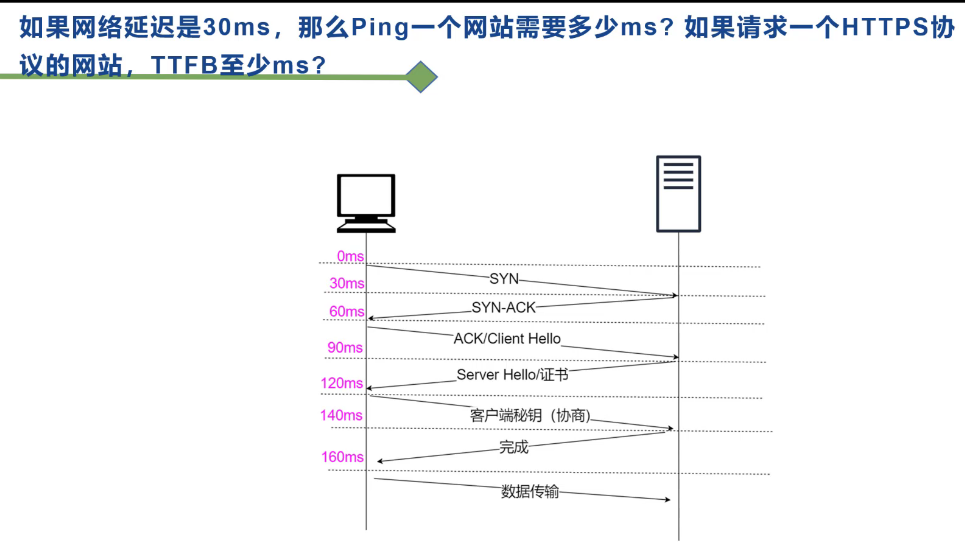 如果网络延迟是30ms，那么Ping一个网站需要多少ms? 如果请求一个HTTPS协
议的网站，TTFB至少ms?
0ms
SYN
30ms
SYN-ACK
60ms
ACK/Client Hello
90ms
Server Hello/证书
120ms
客户端秘钥（协商)
140ms
完成
160ms
数据传输